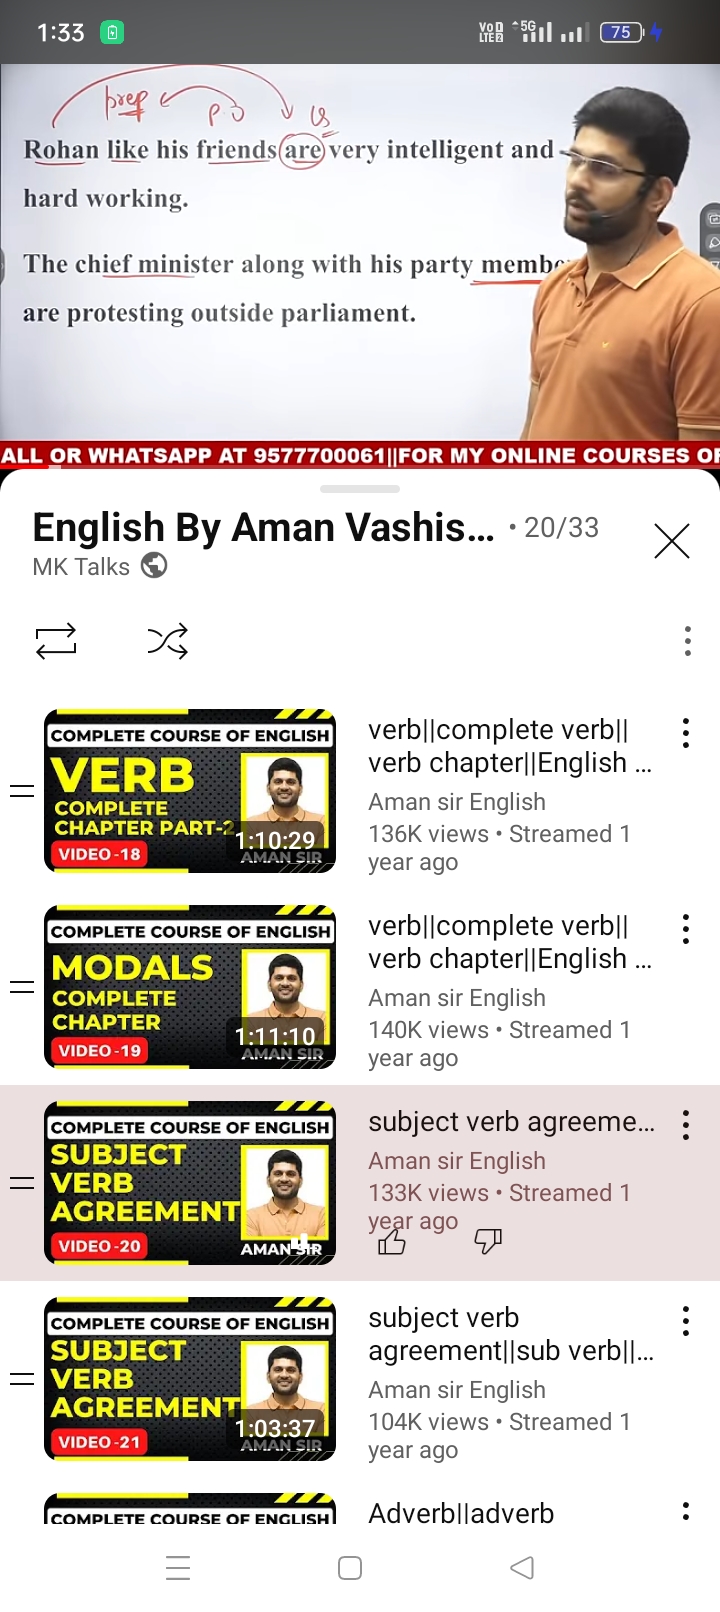 1:33
Vo LTE2 5G 75
prep P.O is
Rohan like his friends are very intelligent and
hard working.
The chief minister along with his party
are protesting outside parliament.
ALL OR WHATSAPP AT 9577700061||FOR MY ONLINE COURSES
English By Aman Vashis... • 20/33
MK Talks
COMPLETE COURSE OF ENGLISH
VERB
COMPLETE
CHAPTER PART-2
VIDEO -18
1:10:29
AMAN SIR
verb||complete verb||
verb chapter||English ...
Aman sir English
136K views • Streamed 1
year ago
COMPLETE COURSE OF ENGLISH
MODALS
COMPLETE
CHAPTER
VIDEO -19
1:11:10
AMAN SIR
verb||complete verb||
verb chapter||English ...
Aman sir English
140K views • Streamed 1
year ago
COMPLETE COURSE OF ENGLISH
SUBJECT
VERB
AGREEMENT
VIDEO -20
AMAN SIR
subject verb agreeme...
Aman sir English
133K views • Streamed 1
year ago
COMPLETE COURSE OF ENGLISH
SUBJECT
VERB
AGREEMENT
VIDEO -21
1:03:37
AMAN SIR
subject verb
agreement||sub verb||...
Aman sir English
104K views • Streamed 1
year ago
COMPLETE COURSE OF ENGLISH
Adverb||adverb